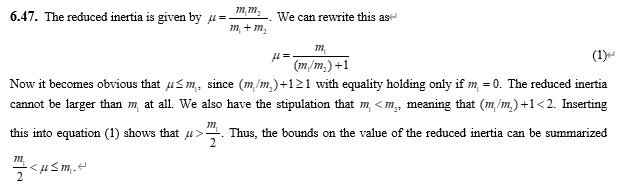 6.47. The reduced inertia is given by μ = m₁m₂ / (m₁ + m₂). We can rewrite this as↵
μ = m₁ / ((m₁/m₂) + 1) (1)↵
Now it becomes obvious that μ ≤ m₁, since (m₁/m₂)+1 ≥ 1 with equality holding only if m₁ = 0. The reduced inertia
cannot be larger than m₁ at all. We also have the stipulation that m₁ < m₂, meaning that (m₁/m₂)+1 < 2. Inserting
this into equation (1) shows that μ > m₁/2. Thus, the bounds on the value of the reduced inertia can be summarized
m₁/2 < μ ≤ m₁.↵